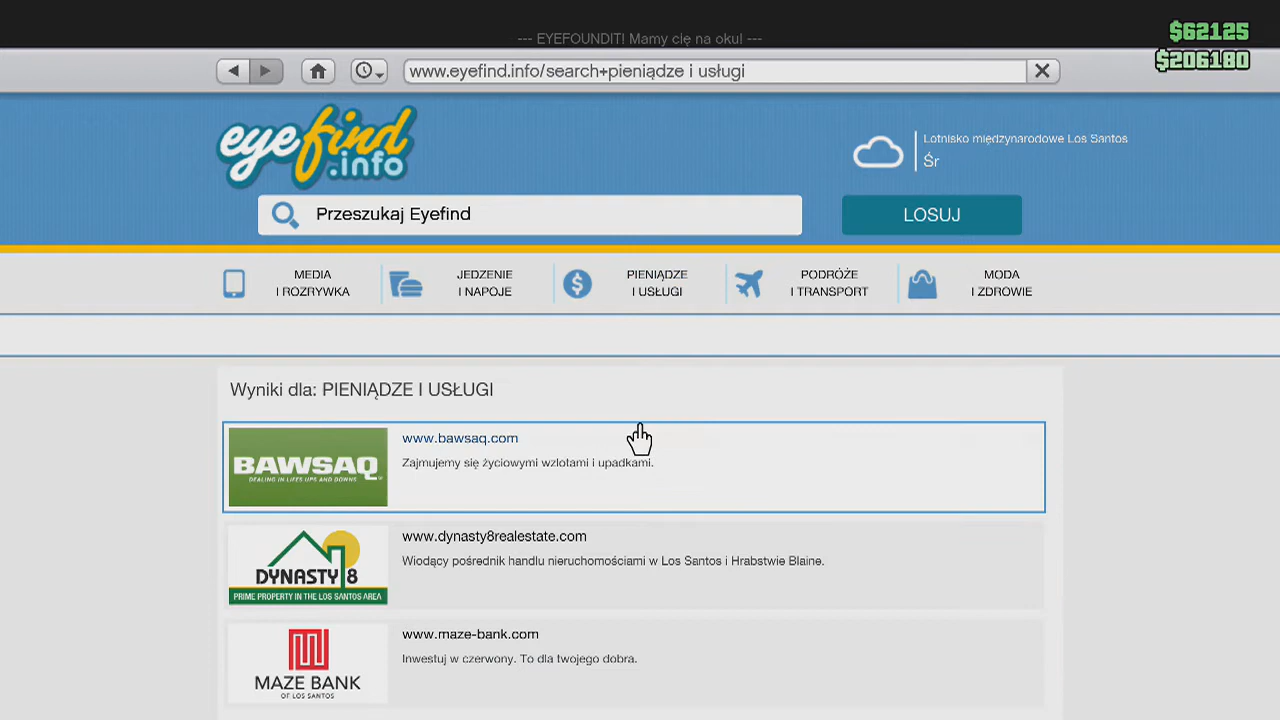 --- EYEFOUNDIT! Mamy cię na oku! ---
$62125
$206180
www.eyefind.info/search+pieniądze i usługi
eyefind
.info
Lotnisko międzynarodowe Los Santos
Śr
Przeszukaj Eyefind
LOSUJ
MEDIA
I ROZRYWKA
JEDZENIE
I NAPOJE
PIENIĄDZE
I USŁUGI
PODRÓŻE
I TRANSPORT
MODA
I ZDROWIE
Wyniki dla: PIENIĄDZE I USŁUGI
BAWSAQ
DEALING IN LIFES UPS AND DOWNS
www.bawsaq.com
Zajmujemy się życiowymi wzlotami i upadkami.
DYNASTY 8
PRIME PROPERTY IN THE LOS SANTOS AREA
www.dynasty8realestate.com
Wiodący pośrednik handlu nieruchomościami w Los Santos i Hrabstwie Blaine.
MAZE BANK
OF LOS SANTOS
www.maze-bank.com
Inwestuj w czerwony. To dla twojego dobra.